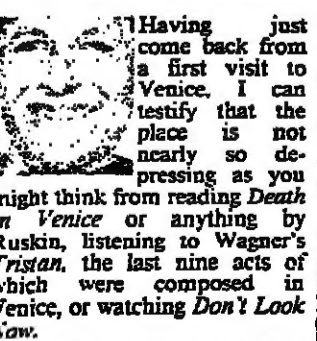 Having just
come back from
a first visit to
Venice, I can
testify that the
place is not
nearly so de-
pressing as you
might think from reading Death
in Venice or anything by
Ruskin, listening to Wagner's
Tristan, the last nine acts of
which were composed in
Venice, or watching Don't Look
Now.